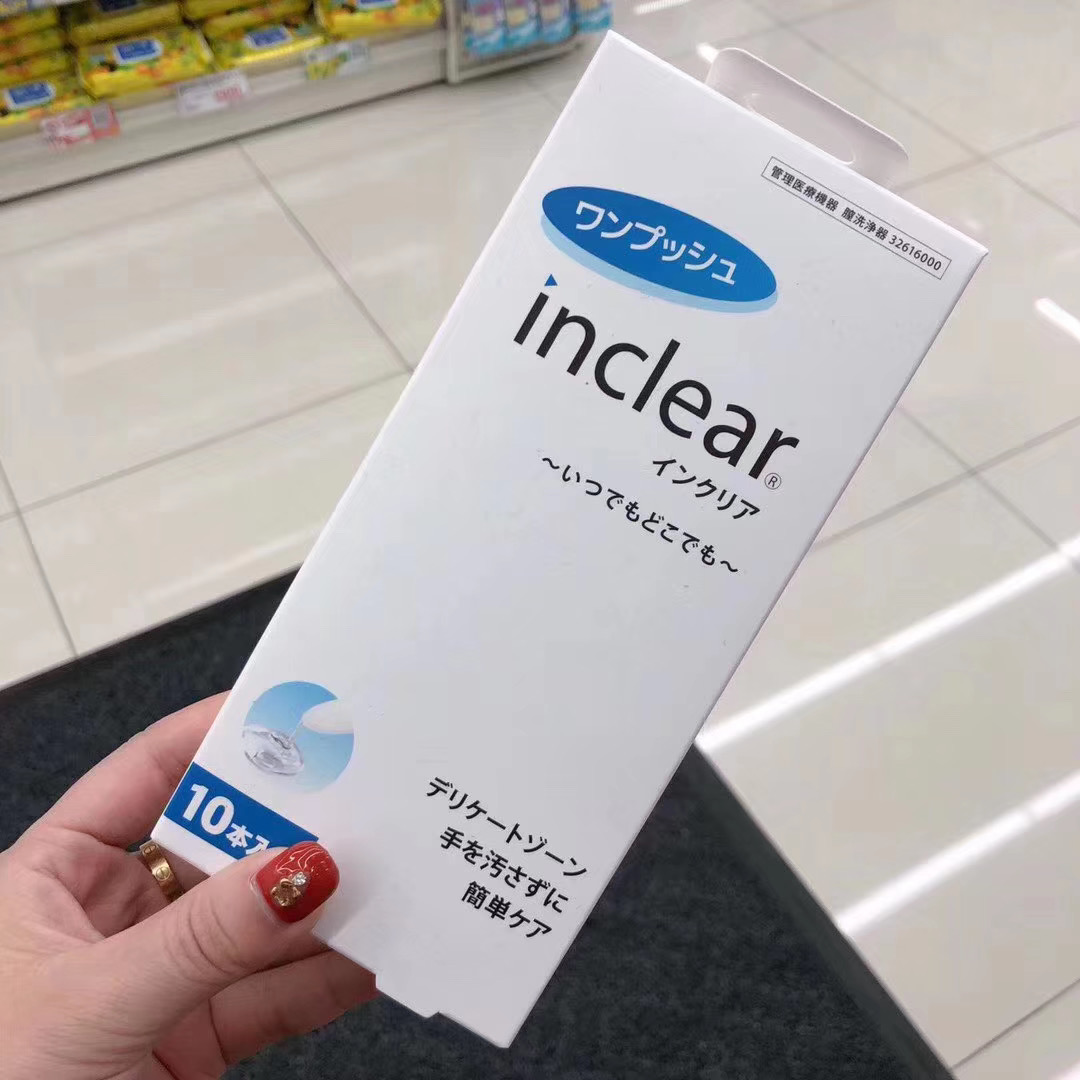 管理医療機器 膣洗浄器 32616000
ワンプッシュ
inclear®
インクリア
～いつでもどこでも～
デリケートゾーン
手を汚さずに
簡単ケア
10本